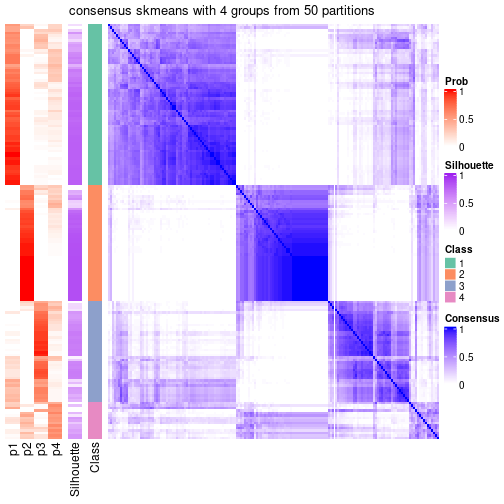 consensus skmeans with 4 groups from 50 partitions
Prob
1
0.5
0
Silhouette
1
0.5
0
Class
1
2
3
4
Consensus
1
0.5
0
p1
p2
p3
p4
Silhouette
Class